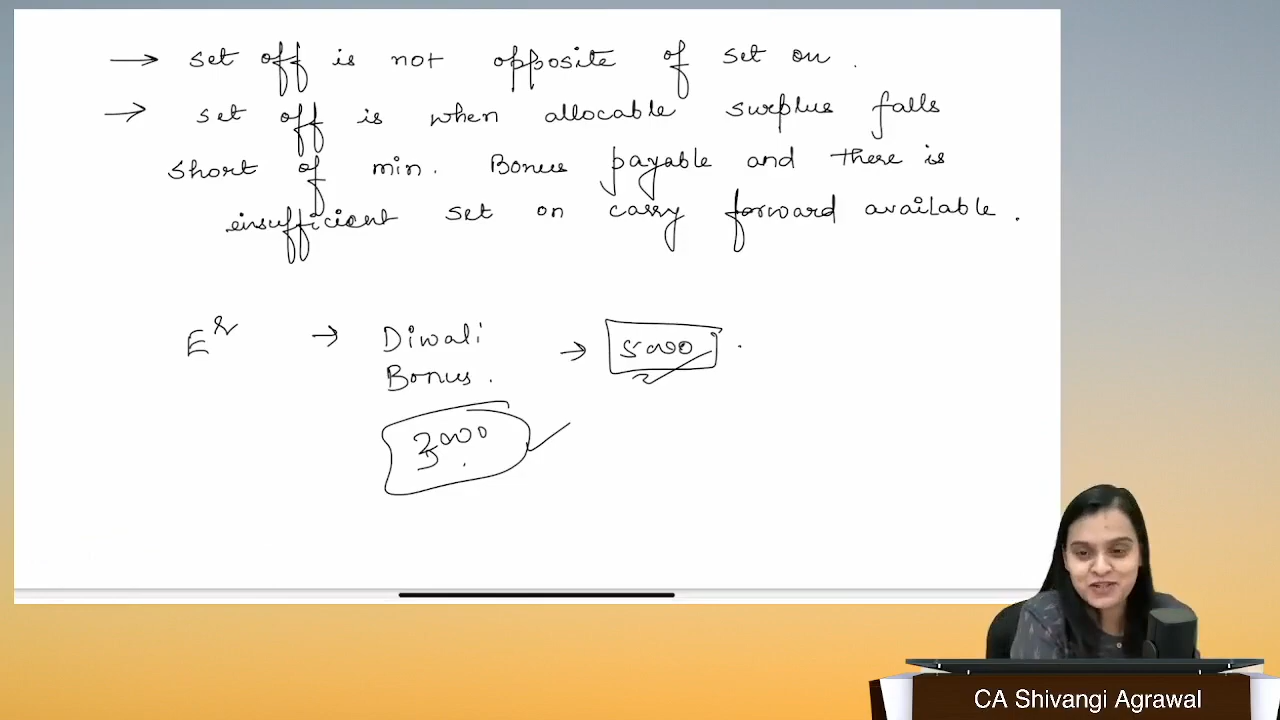 → set off is not opposite of set on.
→ set off is when allocable surplus falls
short of min. Bonus payable and there is
insufficient set on carry forward available.
Er → Diwali → 5000
Bonus.
3000
CA Shivangi Agrawal